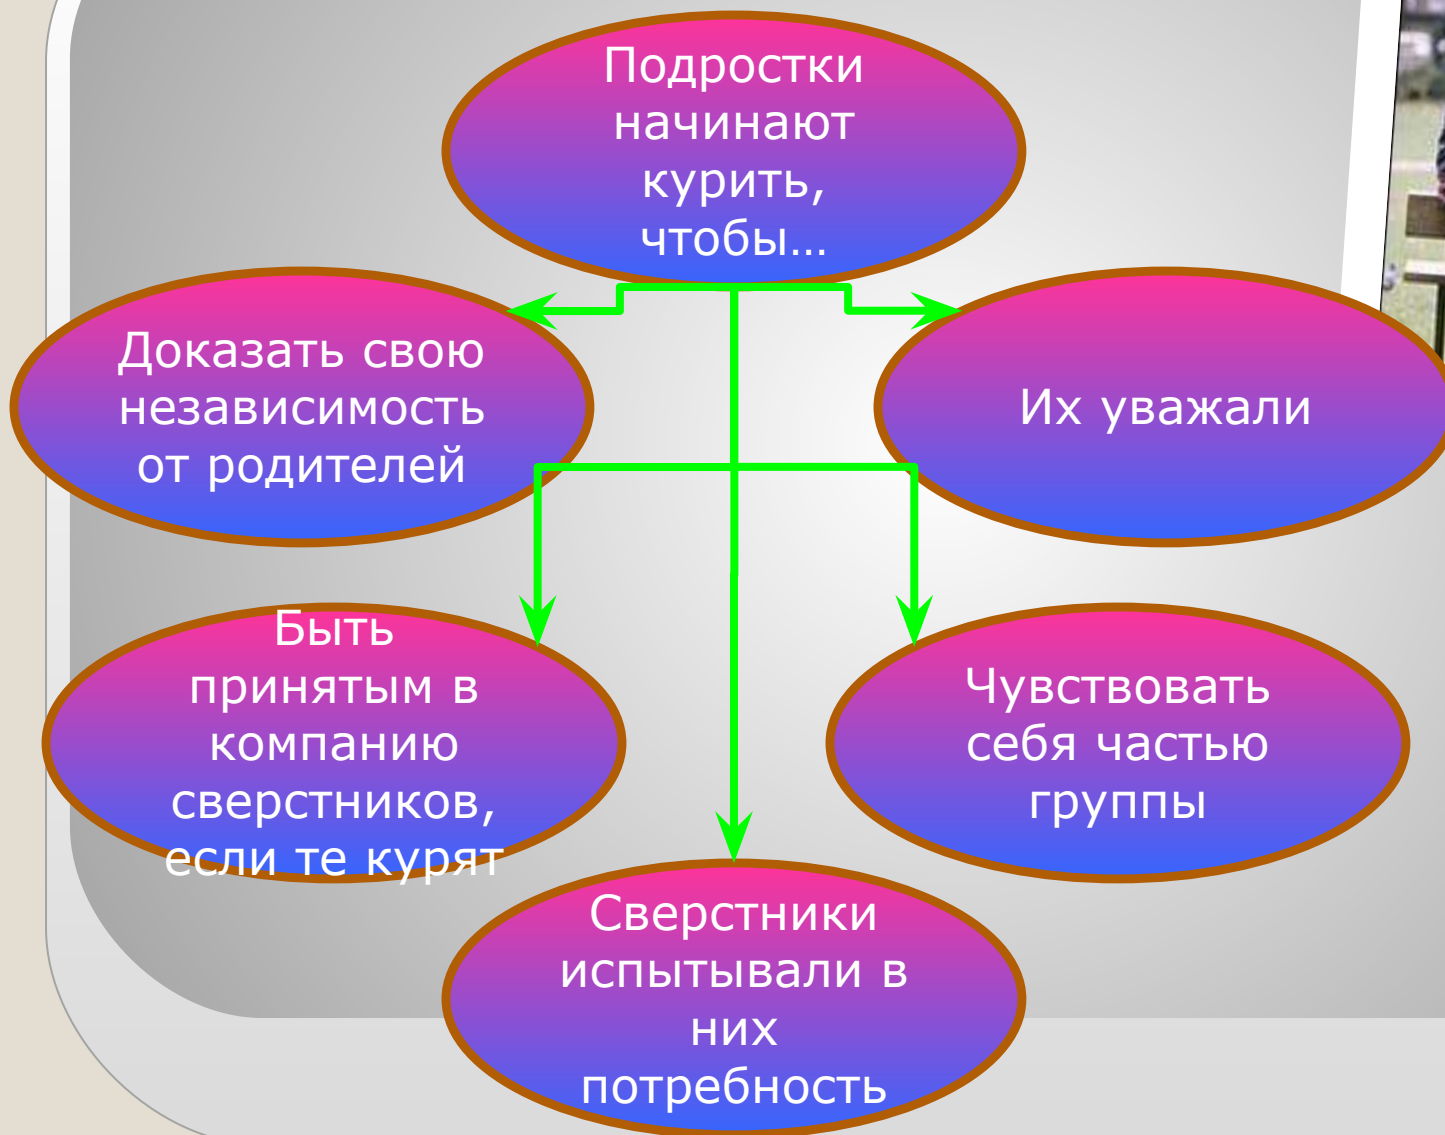 Подростки
начинают
курить,
чтобы…
Доказать свою
независимость
от родителей
Их уважали
Быть
принятым в
компанию
сверстников,
если те курят
Чувствовать
себя частью
группы
Сверстники
испытывали в
них
потребность